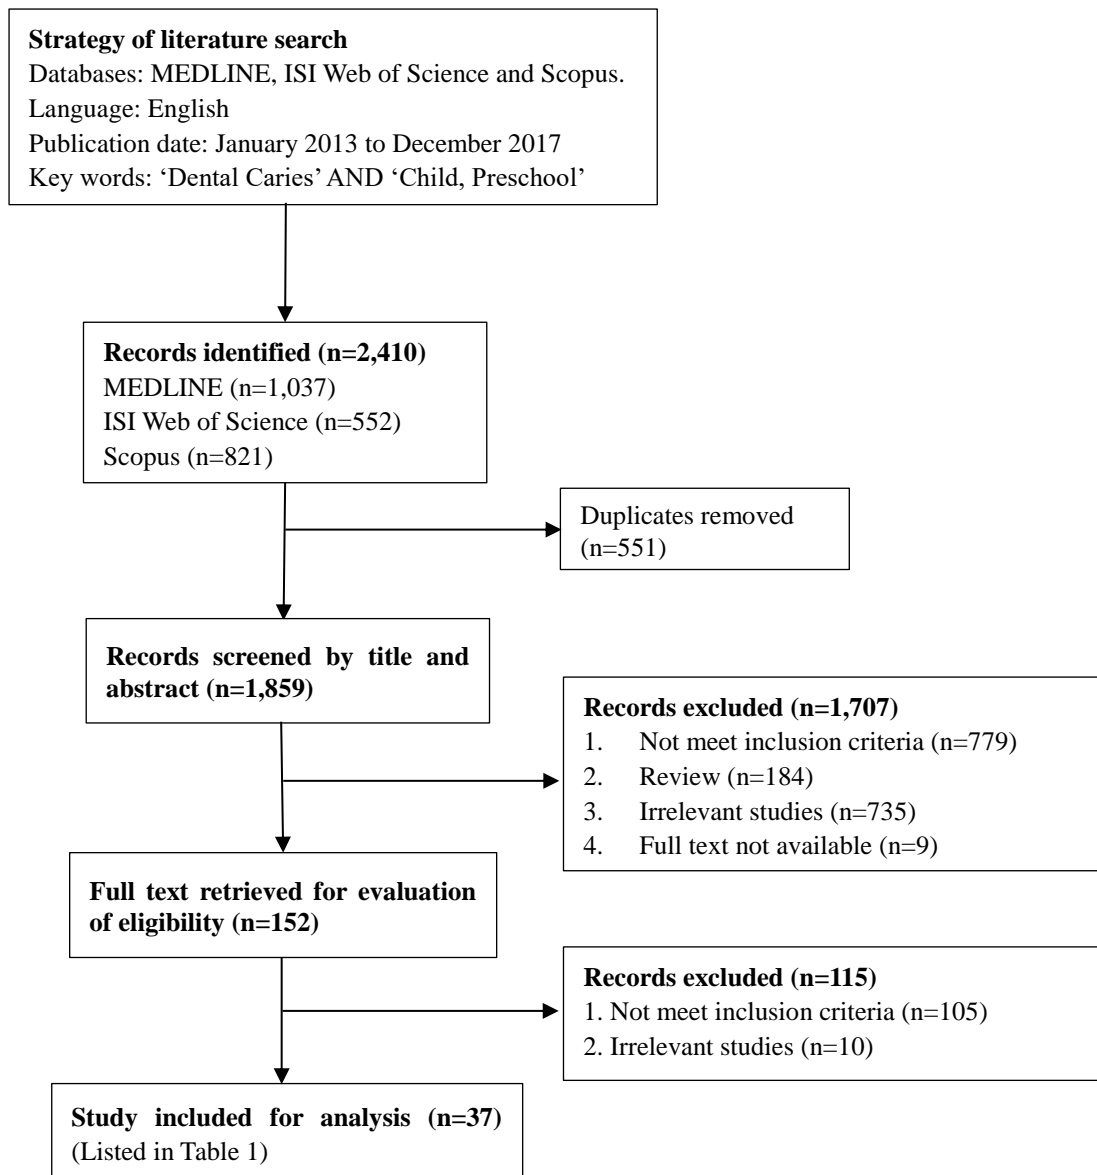 Strategy of literature search
Databases: MEDLINE, ISI Web of Science and Scopus.
Language: English
Publication date: January 2013 to December 2017
Key words: ‘Dental Caries’ AND ‘Child, Preschool’
Records identified (n=2,410)
MEDLINE (n=1,037)
ISI Web of Science (n=552)
Scopus (n=821)
Duplicates removed
(n=551)
Records screened by title and
abstract (n=1,859)
Records excluded (n=1,707)
1. Not meet inclusion criteria (n=779)
2. Review (n=184)
3. Irrelevant studies (n=735)
4. Full text not available (n=9)
Full text retrieved for evaluation
of eligibility (n=152)
Records excluded (n=115)
1. Not meet inclusion criteria (n=105)
2. Irrelevant studies (n=10)
Study included for analysis (n=37)
(Listed in Table 1)